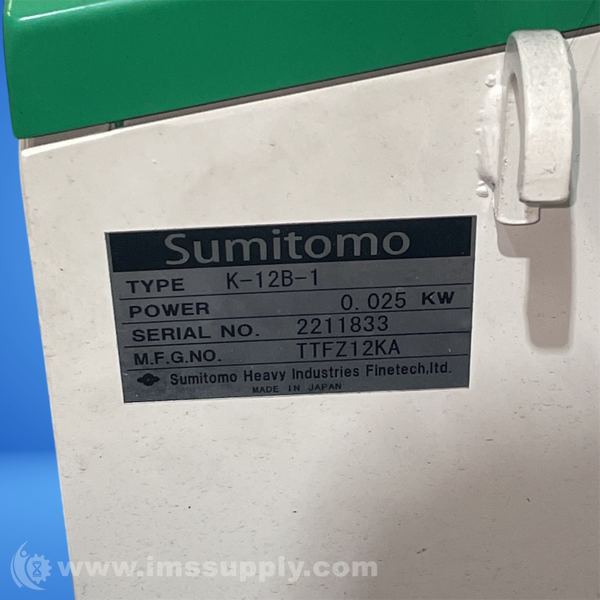 Sumitomo
TYPE K-12B-1
POWER 0.025 KW
SERIAL NO. 2211833
M.F.G.NO. TTFZ12KA
Sumitomo Heavy Industries Finetech,ltd.
MADE IN JAPAN
www.imssupply.com